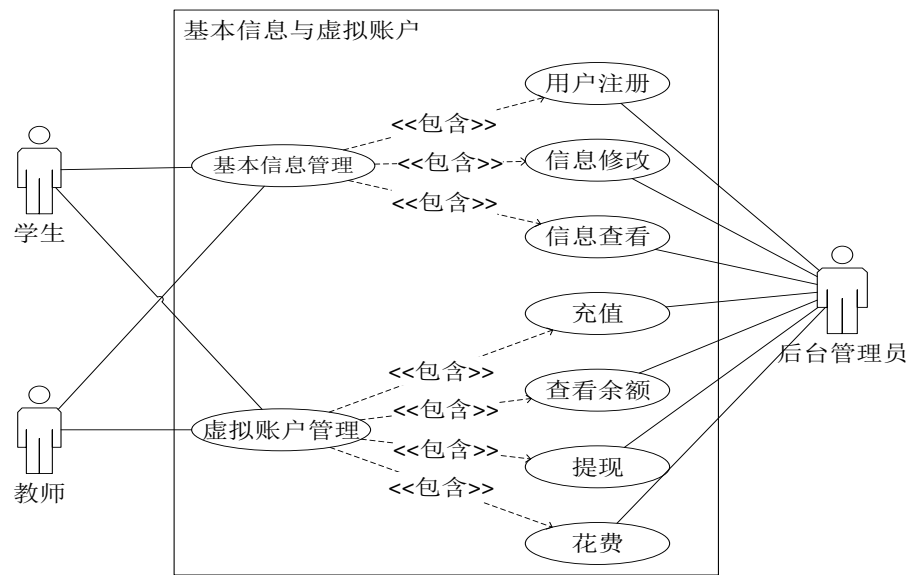 基本信息与虚拟账户
用户注册
<<包含>>
基本信息管理
<<包含>>
信息修改
<<包含>>
信息查看
学生
充值
后台管理员
<<包含>>
查看余额
<<包含>>
虚拟账户管理
<<包含>>
提现
<<包含>>
教师
花费